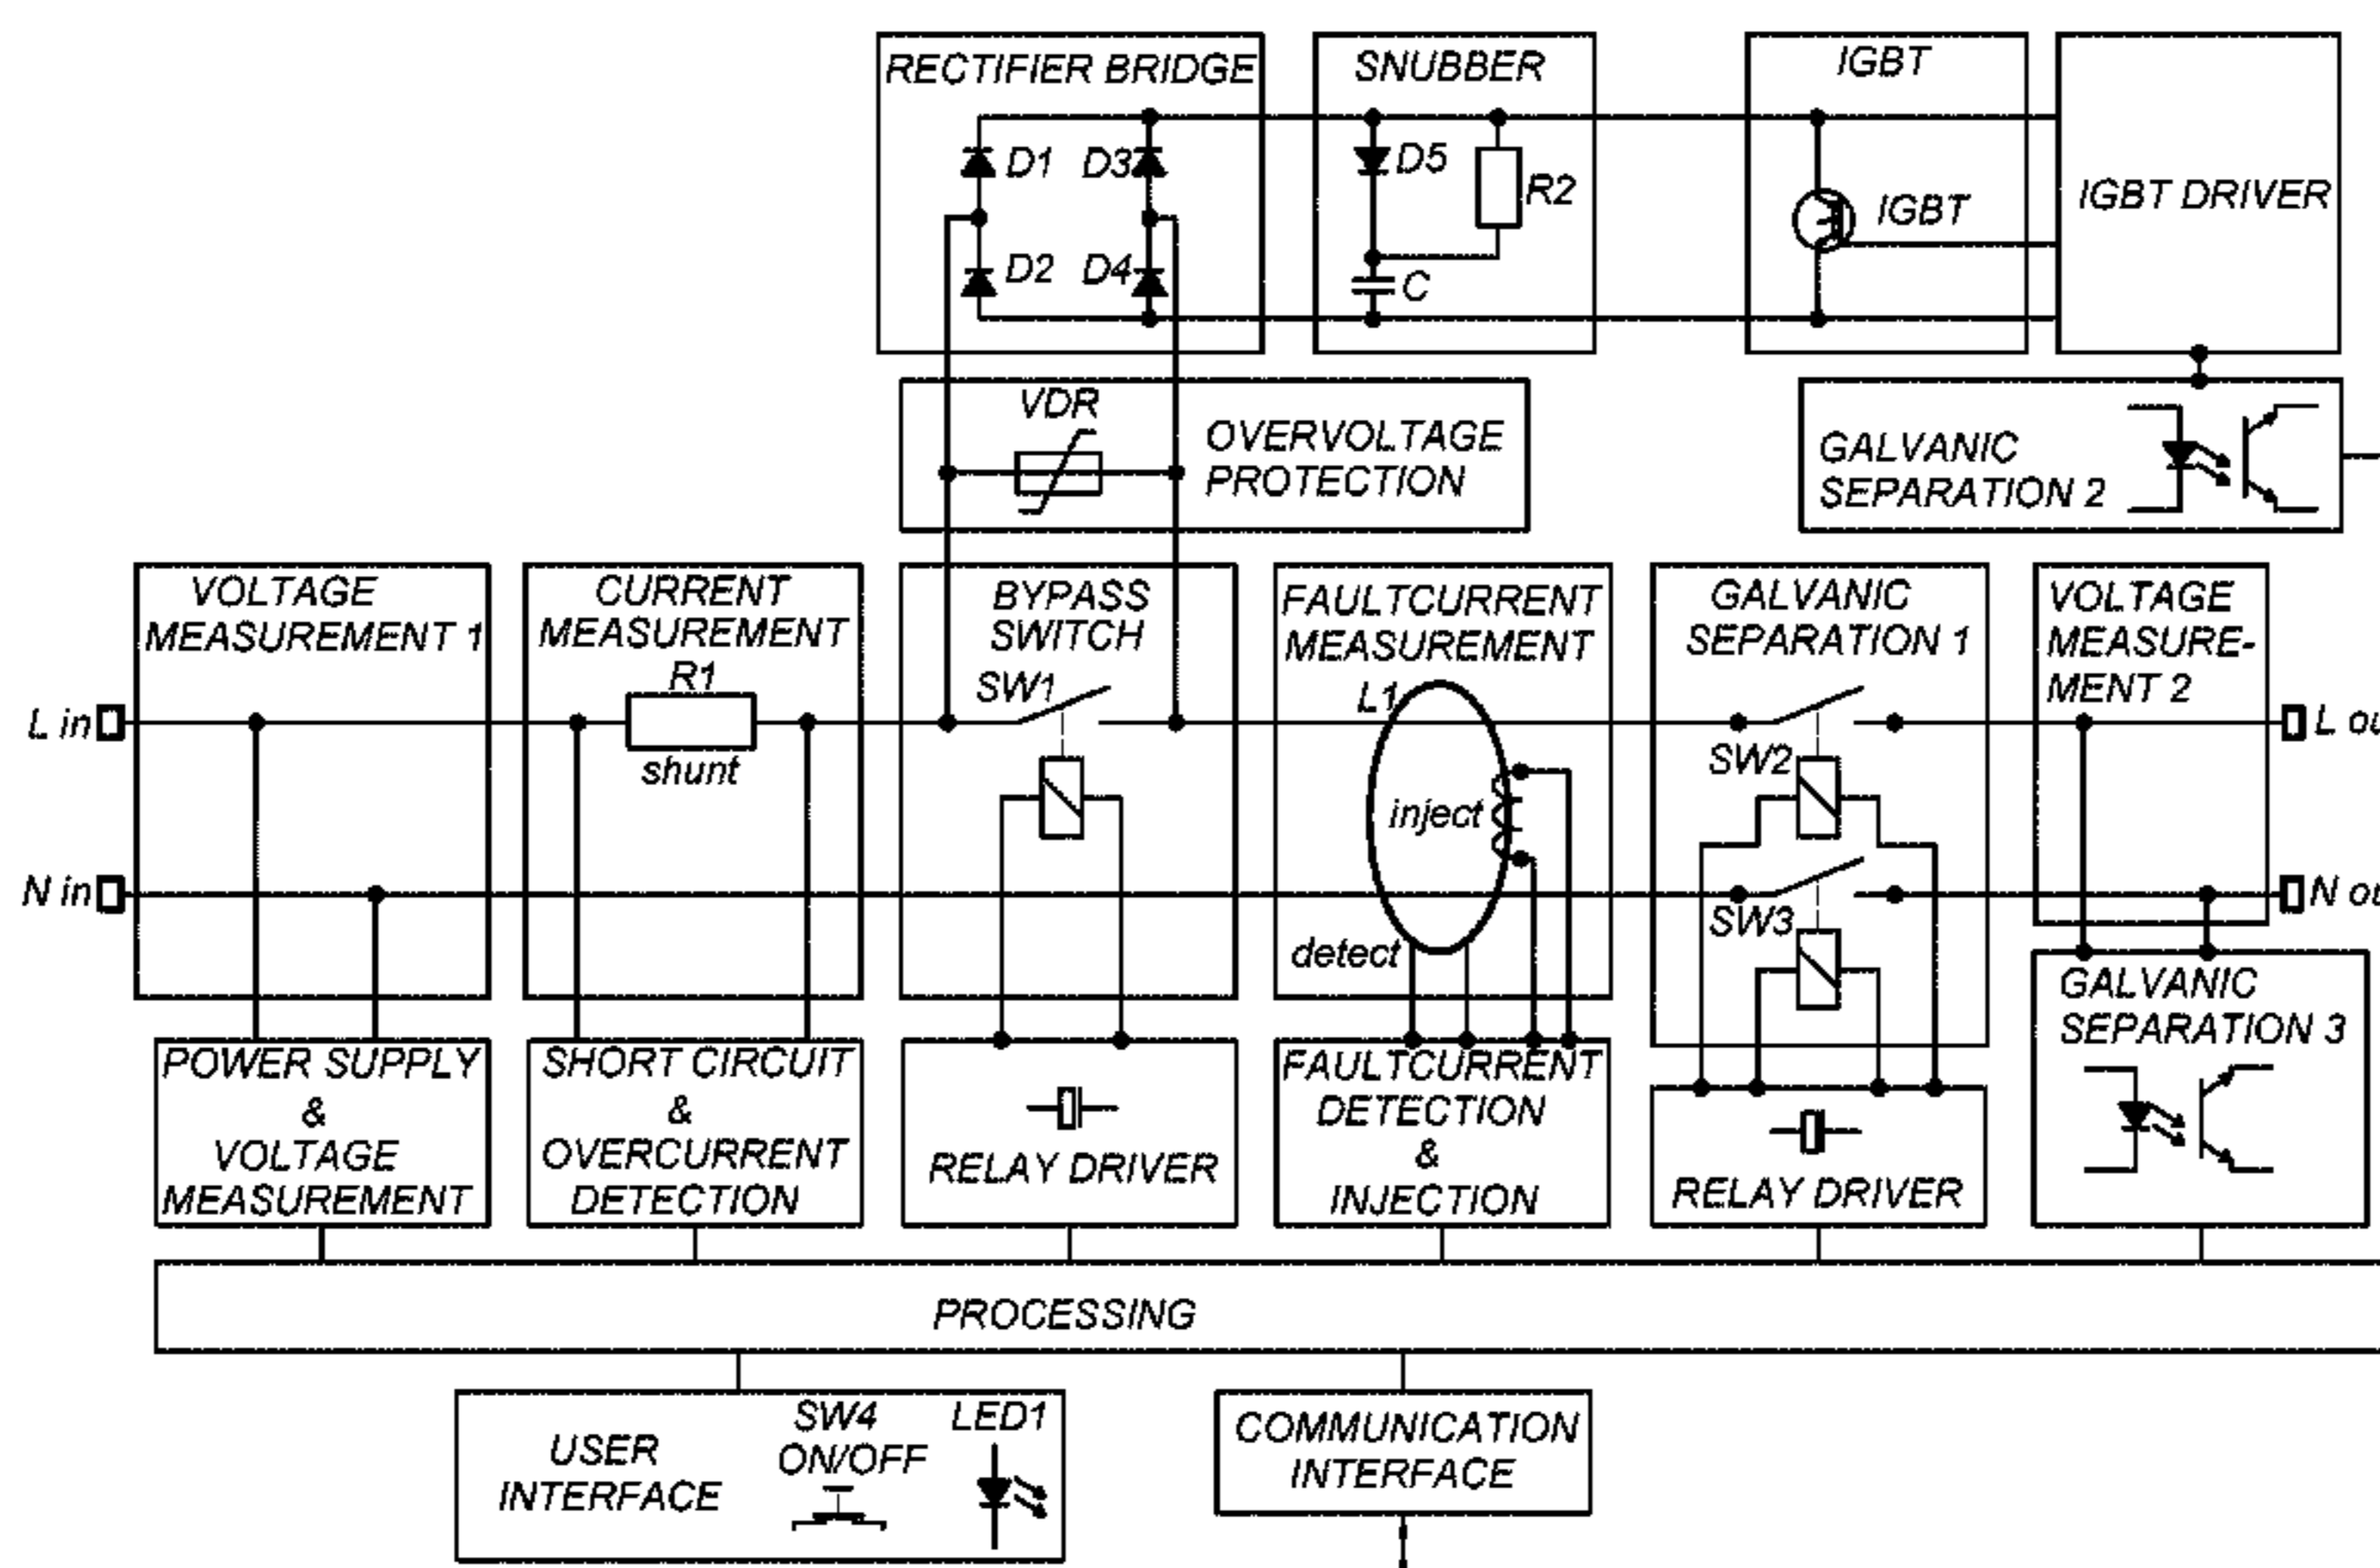 RECTIFIER BRIDGE
D1
D3
D2
D4
SNUBBER
D5
R2
C
IGBT
IGBT
IGBT DRIVER
VDR
OVERVOLTAGE
PROTECTION
GALVANIC
SEPARATION 2
VOLTAGE
MEASUREMENT 1
CURRENT
MEASUREMENT
R1
shunt
BYPASS
SWITCH
SW1
FAULTCURRENT
MEASUREMENT
L1
inject
detect
GALVANIC
SEPARATION 1
SW2
SW3
VOLTAGE
MEASURE-
MENT 2
L in
N in
L ou
N ou
POWER SUPPLY
&
VOLTAGE
MEASUREMENT
SHORT CIRCUIT
&
OVERCURRENT
DETECTION
RELAY DRIVER
FAULTCURRENT
DETECTION
&
INJECTION
RELAY DRIVER
GALVANIC
SEPARATION 3
PROCESSING
USER
INTERFACE
SW4
ON/OFF
LED1
COMMUNICATION
INTERFACE